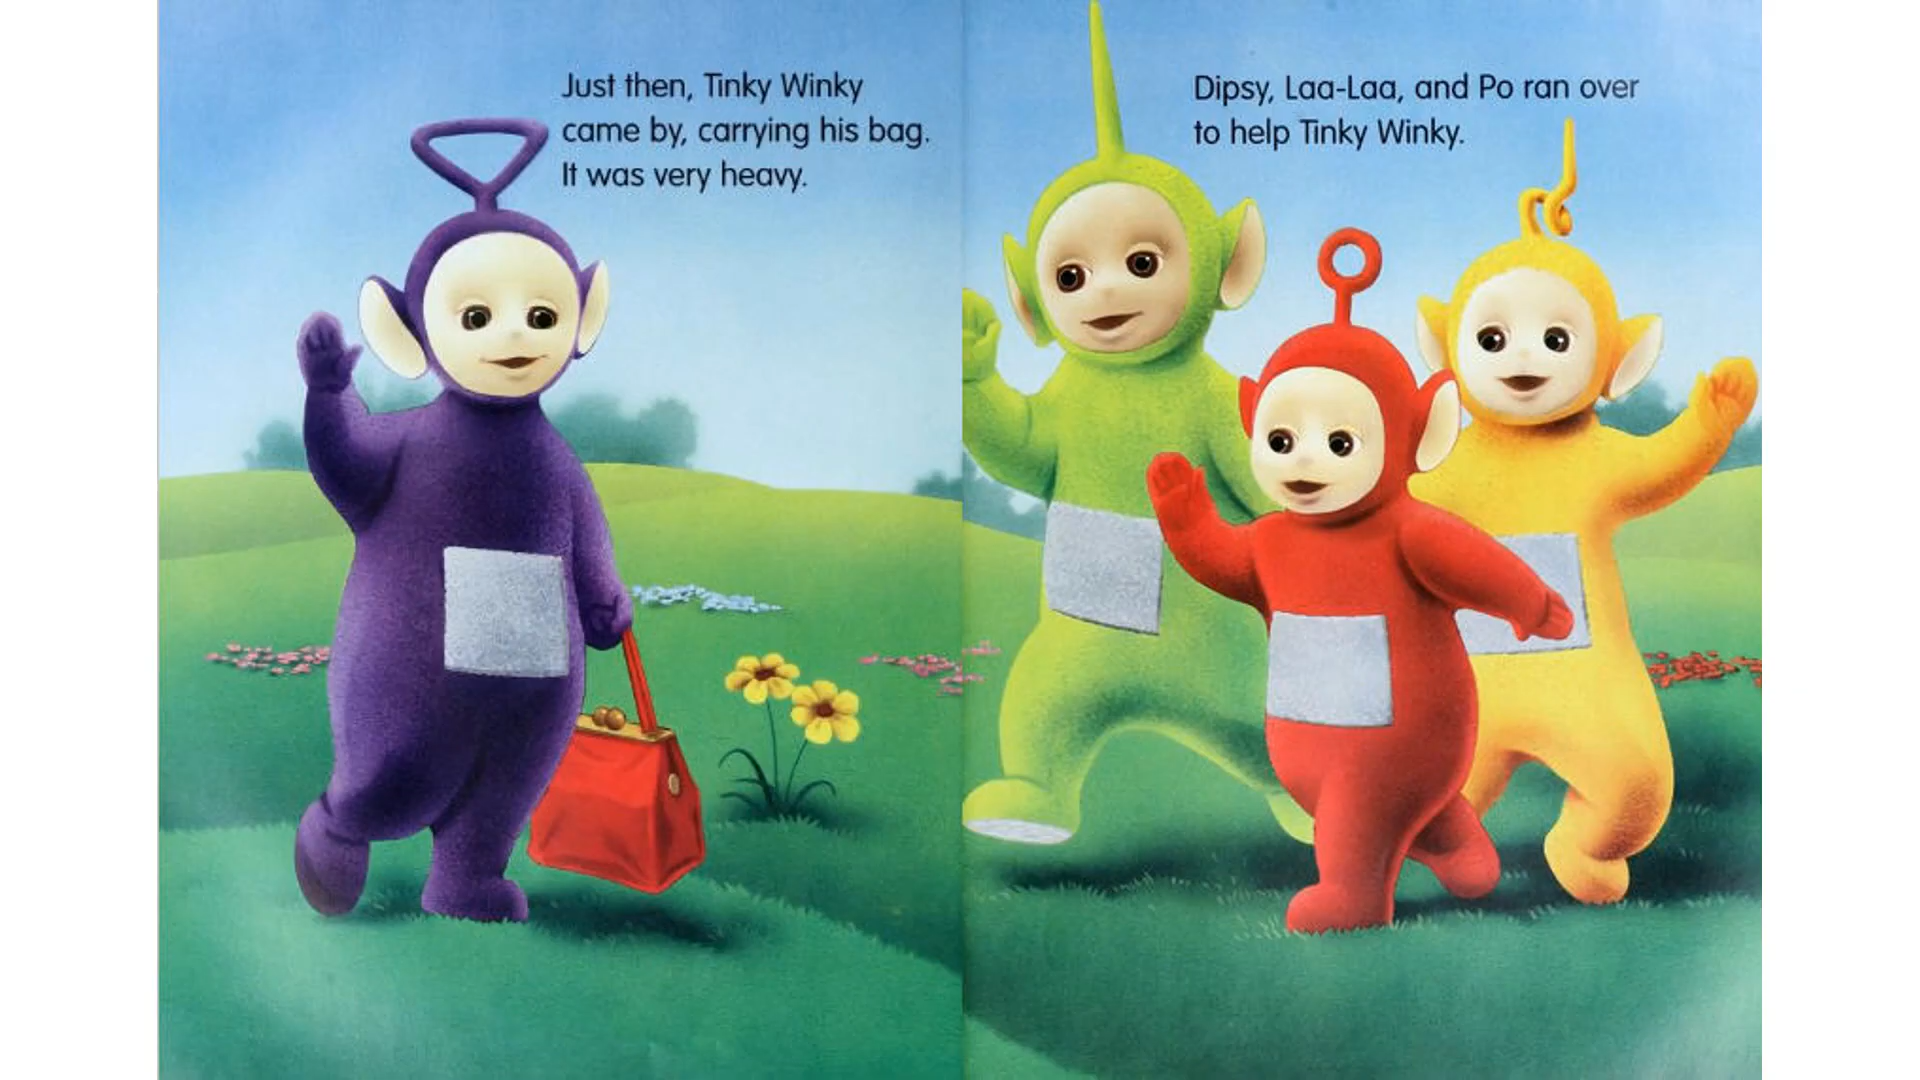 Just then, Tinky Winky
came by, carrying his bag.
It was very heavy.
Dipsy, Laa-Laa, and Po ran over
to help Tinky Winky.